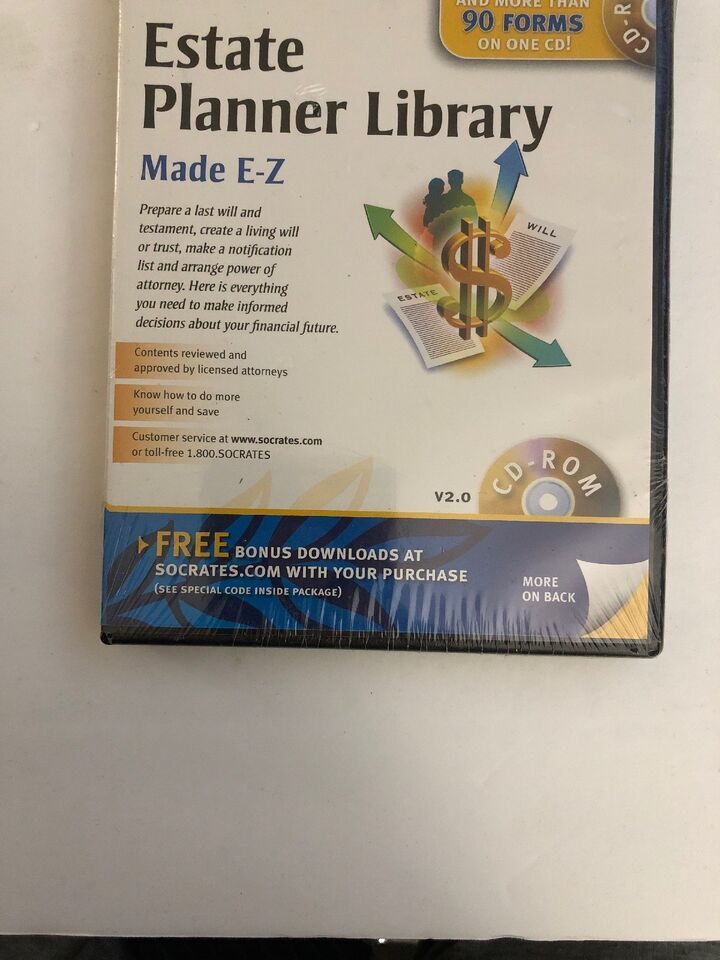 AND MORE THAN
90 FORMS
ON ONE CD!
CD-R
Estate
Planner Library
Made E-Z
Prepare a last will and
testament, create a living will
or trust, make a notification
list and arrange power of
attorney. Here is everything
you need to make informed
decisions about your financial future.
WILL
ESTATE
$
Contents reviewed and
approved by licensed attorneys
Know how to do more
yourself and save
Customer service at www.socrates.com
or toll-free 1.800.SOCRATES
V2.0
CD-ROM
FREE BONUS DOWNLOADS AT
SOCRATES.COM WITH YOUR PURCHASE
(SEE SPECIAL CODE INSIDE PACKAGE)
MORE
ON BACK